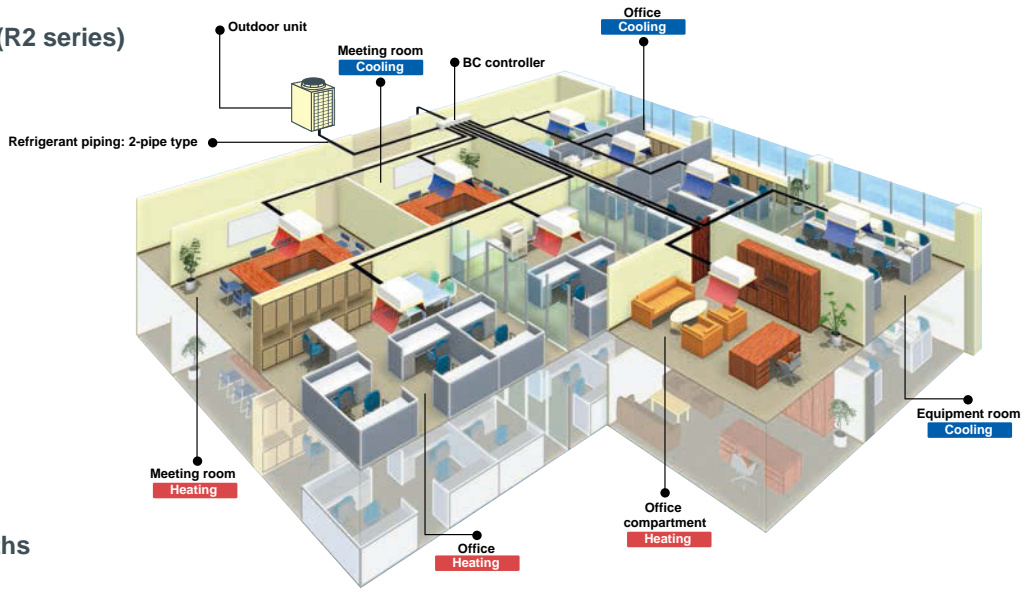 (R2 series)
Outdoor unit
Office
Cooling
Meeting room
Cooling
BC controller
Refrigerant piping: 2-pipe type
Equipment room
Cooling
Meeting room
Heating
Office
compartment
Heating
Office
Heating